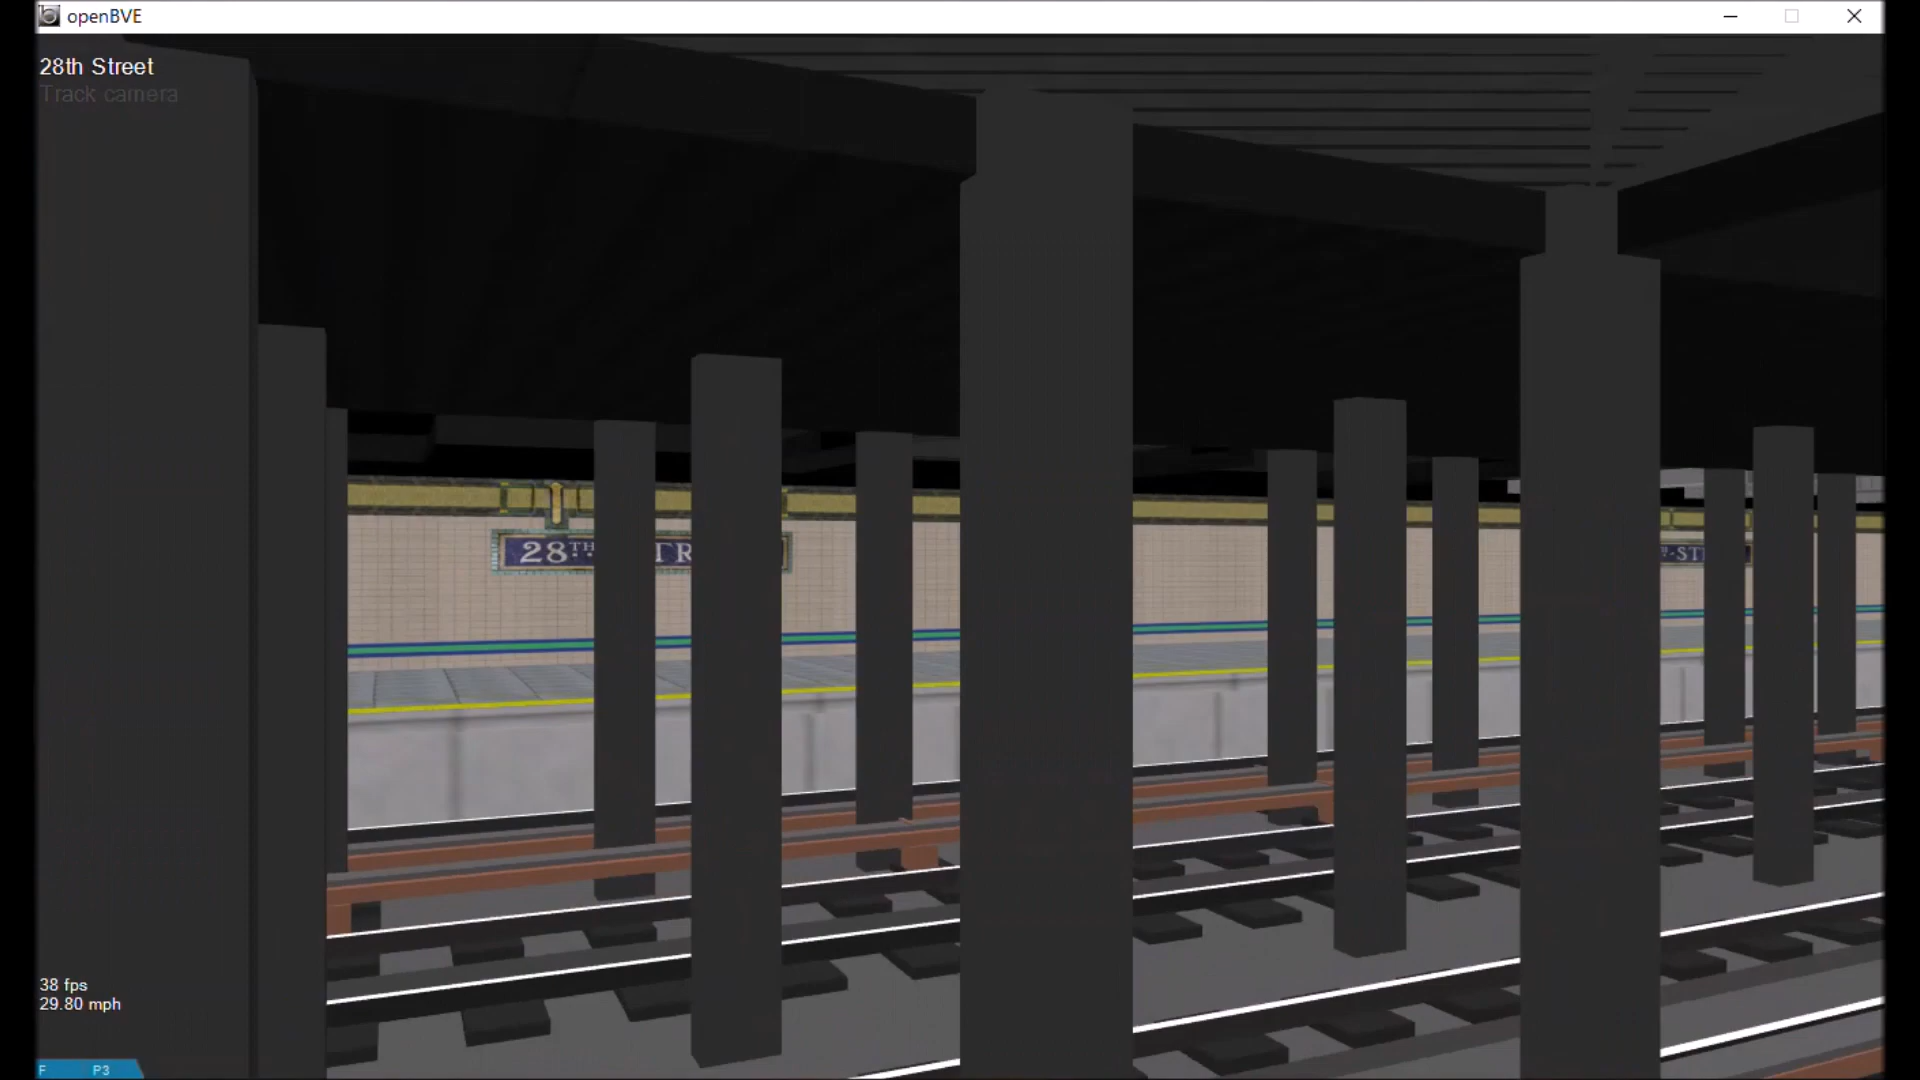 openBVE
28th Street
Track camera
28TH
TR
-ST
38 fps
29.80 mph
F P3